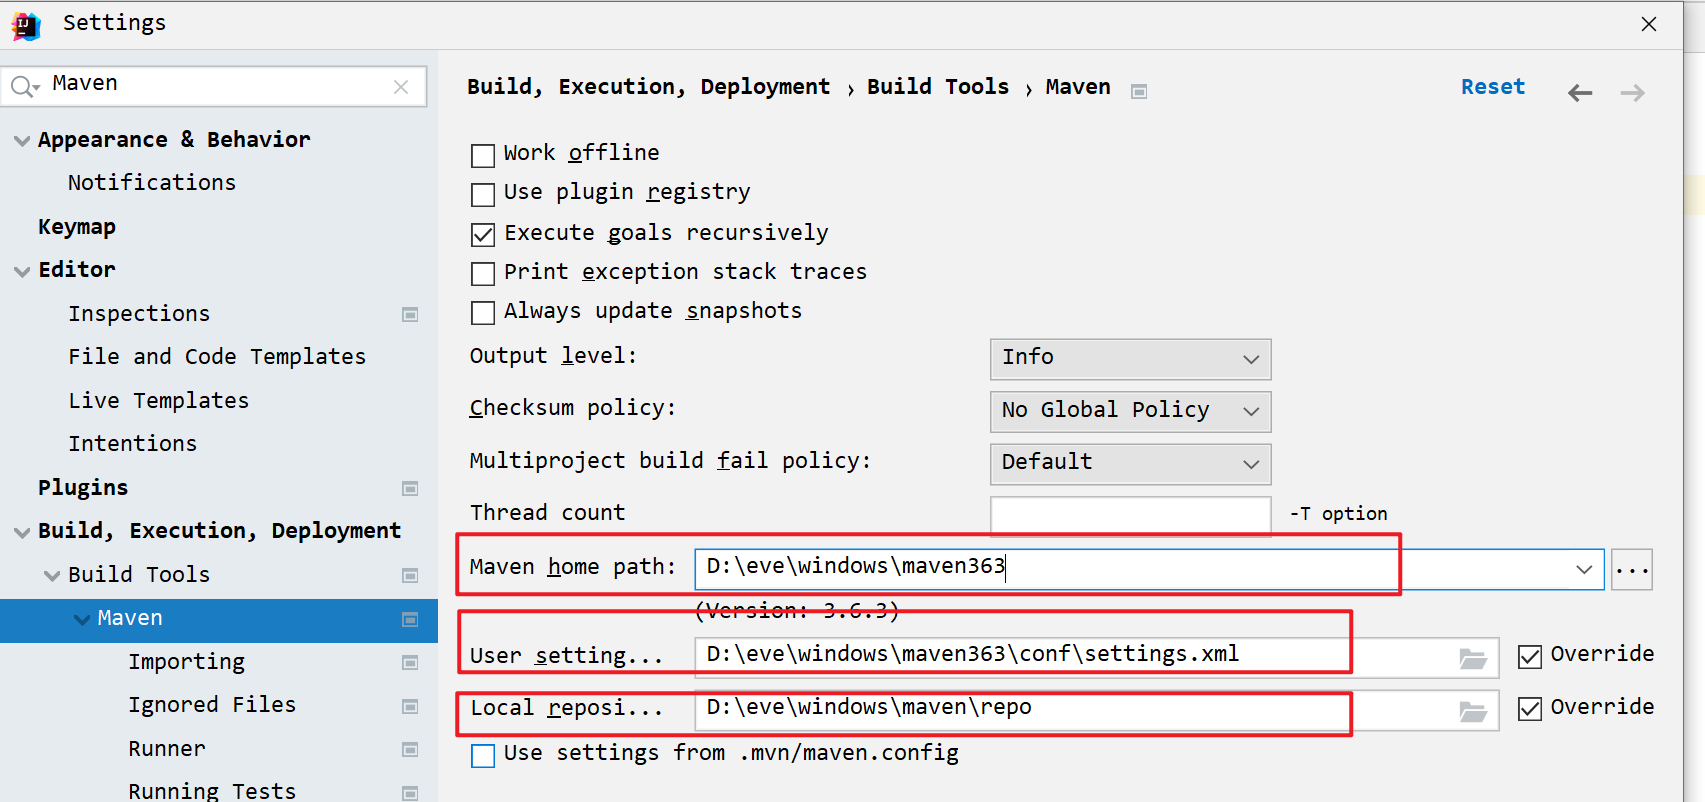 Settings
Maven
Appearance & Behavior
Notifications
Keymap
Editor
Inspections
File and Code Templates
Live Templates
Intentions
Plugins
Build, Execution, Deployment
Build Tools
Maven
Importing
Ignored Files
Runner
Running Tests
Build, Execution, Deployment › Build Tools › Maven
Reset
Work offline
Use plugin registry
Execute goals recursively
Print exception stack traces
Always update snapshots
Output level: Info
Checksum policy: No Global Policy
Multiproject build fail policy: Default
Thread count -T option
Maven home path: D:\eve\windows\maven363 ...
(Version: 3.6.3)
User setting... D:\eve\windows\maven363\conf\settings.xml Override
Local reposi... D:\eve\windows\maven\repo Override
Use settings from .mvn/maven.config